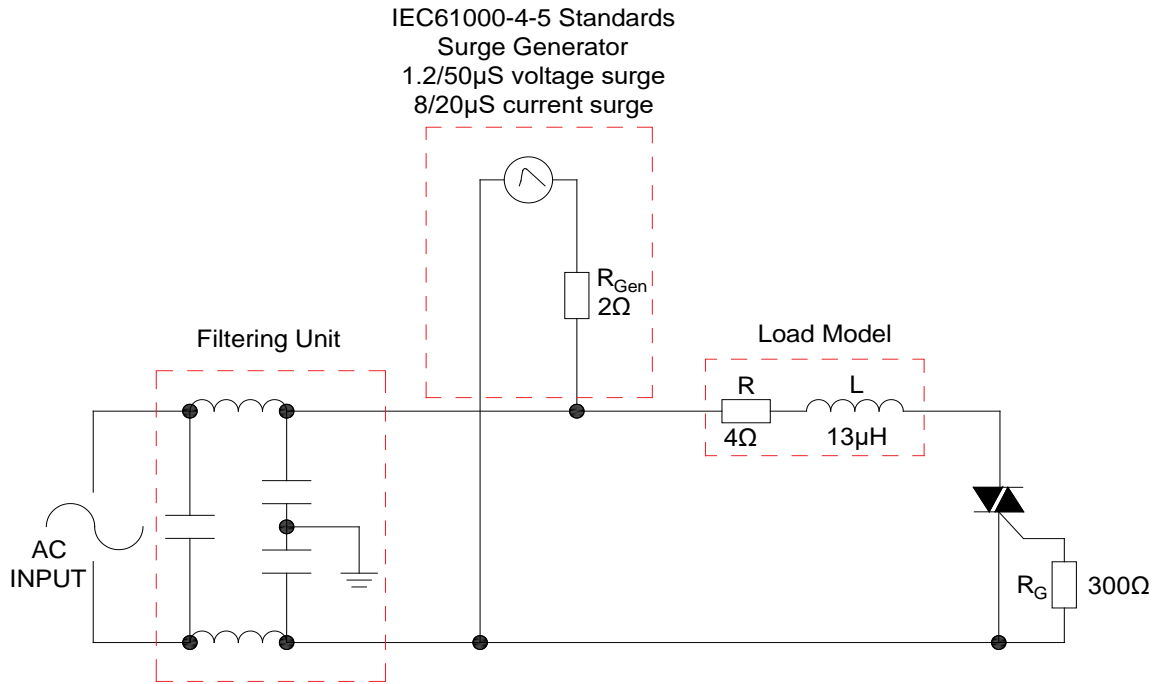 IEC61000-4-5 Standards
Surge Generator
1.2/50µS voltage surge
8/20µS current surge
RGen
2Ω
Filtering Unit
Load Model
R
L
4Ω
13µH
AC
INPUT
RG
300Ω